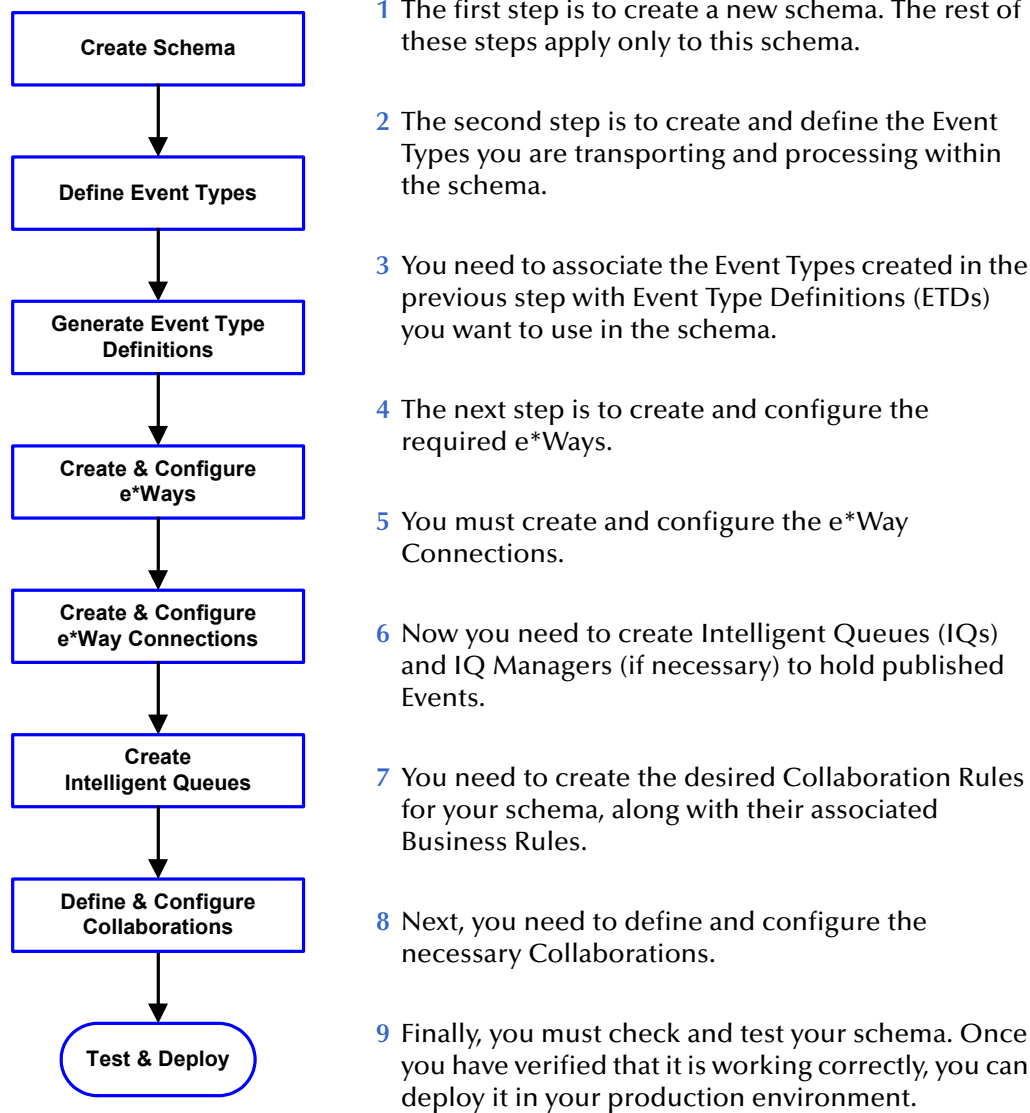 Create Schema
Define Event Types
Generate Event Type
Definitions
Create & Configure
e*Ways
Create & Configure
e*Way Connections
Create
Intelligent Queues
Define & Configure
Collaborations
Test & Deploy
1 The first step is to create a new schema. The rest of
these steps apply only to this schema.
2 The second step is to create and define the Event
Types you are transporting and processing within
the schema.
3 You need to associate the Event Types created in the
previous step with Event Type Definitions (ETDs)
you want to use in the schema.
4 The next step is to create and configure the
required e*Ways.
5 You must create and configure the e*Way
Connections.
6 Now you need to create Intelligent Queues (IQs)
and IQ Managers (if necessary) to hold published
Events.
7 You need to create the desired Collaboration Rules
for your schema, along with their associated
Business Rules.
8 Next, you need to define and configure the
necessary Collaborations.
9 Finally, you must check and test your schema. Once
you have verified that it is working correctly, you can
deploy it in your production environment.